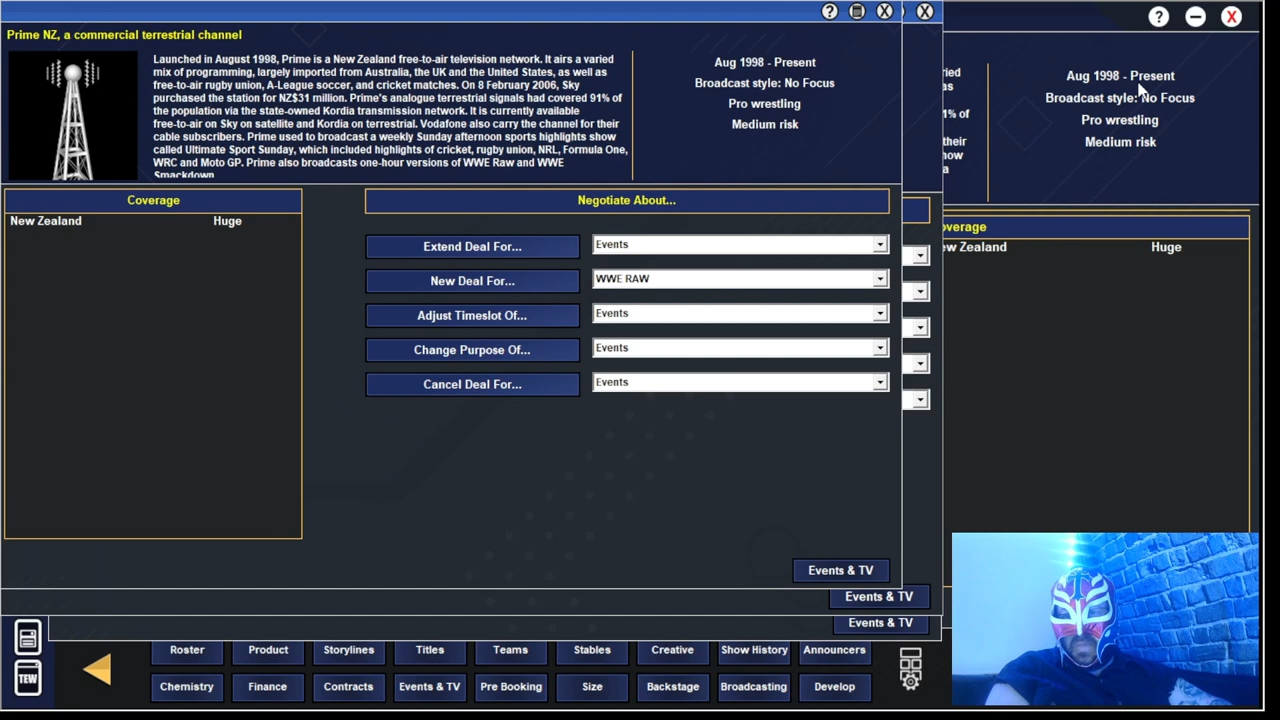 Prime NZ, a commercial terrestrial channel
Launched in August 1998, Prime is a New Zealand free-to-air television network. It airs a varied
mix of programming, largely imported from Australia, the UK and the United States, as well as
free-to-air rugby union, A-League soccer, and cricket matches. On 8 February 2006, Sky
purchased the station for NZ$31 million. Prime's analogue terrestrial signals had covered 91% of
the population via the state-owned Kordia transmission network. It is currently available
free-to-air on Sky on satellite and Kordia on terrestrial. Vodafone also carry the channel for their
cable subscribers. Prime used to broadcast a weekly Sunday afternoon sports highlights show
called Ultimate Sport Sunday, which included highlights of cricket, rugby union, NRL, Formula One,
WRC and Moto GP. Prime also broadcasts one-hour versions of WWE Raw and WWE
Smackdown
Aug 1998 - Present
Broadcast style: No Focus
Pro wrestling
Medium risk
ried
as
1% of
their
how
a
Aug 1998 - Present
Broadcast style: No Focus
Pro wrestling
Medium risk
Coverage
New Zealand Huge
Negotiate About...
Extend Deal For... Events
New Deal For... WWE RAW
Adjust Timeslot Of... Events
Change Purpose Of... Events
Cancel Deal For... Events
overage
ew Zealand Huge
Events & TV
Events & TV
Events & TV
TEW
Roster Product Storylines Titles Teams Stables Creative Show History Announcers
Chemistry Finance Contracts Events & TV Pre Booking Size Backstage Broadcasting Develop